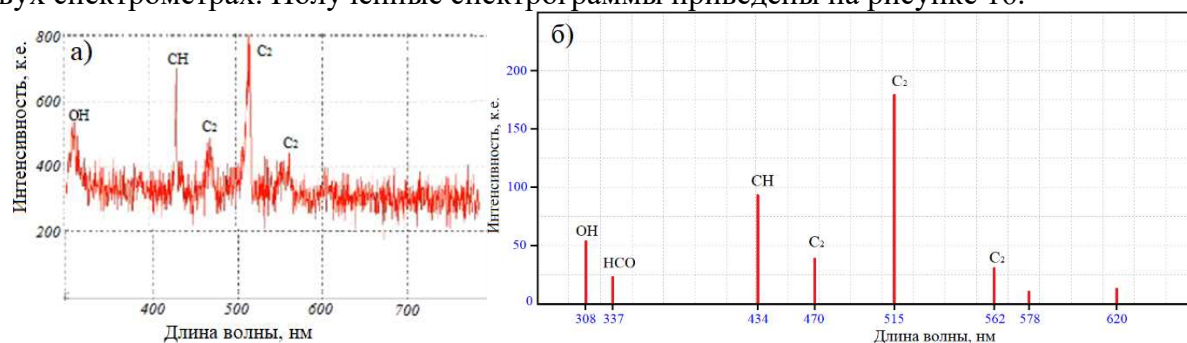 двух спектрометрах. Полученные спектрограммы приведены на рисунке 10.
а)
800
600
400
200
OH
CH
C₂
C₂
C₂
400
500
600
700
Интенсивность, к.е.
Длина волны, нм
б)
200
150
100
50
0
OH
HCO
CH
C₂
C₂
C₂
308
337
434
470
515
562
578
620
Интенсивность, к.е.
Длина волны, нм